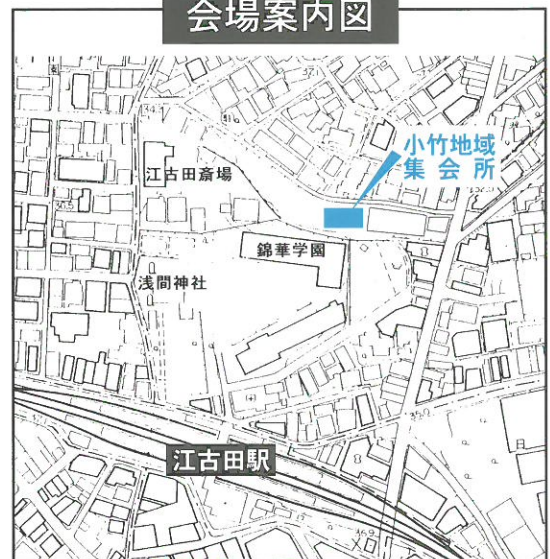 会場案内図
小竹地域
集会所
江古田斎場
錦華学園
浅間神社
江古田駅